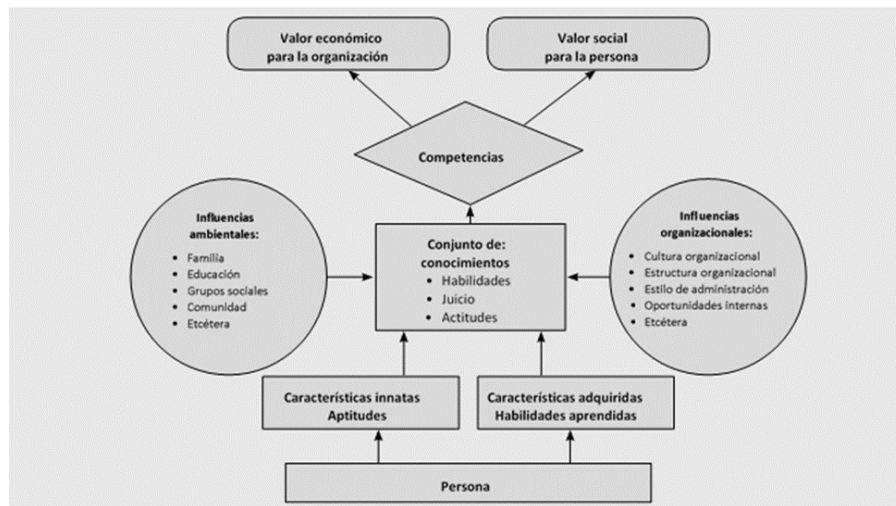 Valor económico
para la organización
Valor social
para la persona
Competencias
Influencias
ambientales:
• Familia
• Educación
• Grupos sociales
• Comunidad
• Etcétera
Conjunto de:
conocimientos
• Habilidades
• Juicio
• Actitudes
Influencias
organizacionales:
• Cultura organizacional
• Estructura organizacional
• Estilo de administración
• Oportunidades internas
• Etcétera
Características innatas
Aptitudes
Características adquiridas
Habilidades aprendidas
Persona